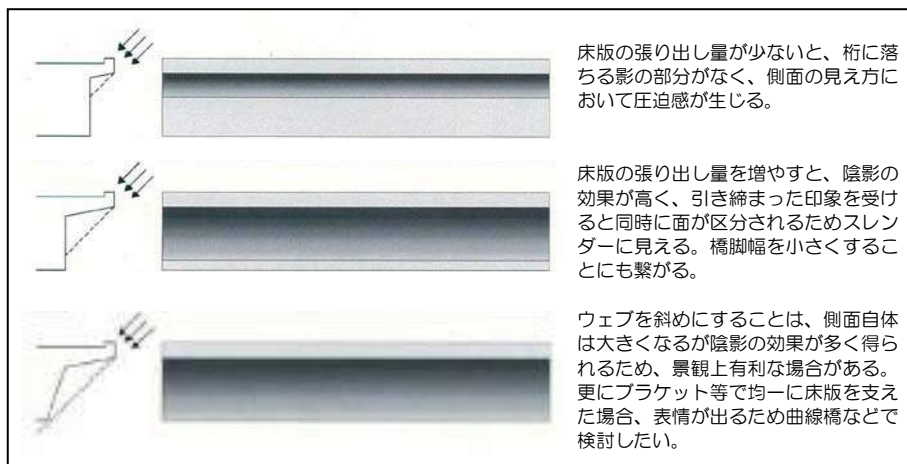 床版の張り出し量が少ないと、桁に落
ちる影の部分がなく、側面の見え方に
おいて圧迫感が生じる。
床版の張り出し量を増やすと、陰影の
効果が高く、引き締まった印象を受け
ると同時に面が区分されるためスレン
ダーに見える。橋脚幅を小さくするこ
とにも繋がる。
ウェブを斜めにすることは、側面自体
は大きくなるが陰影の効果が多く得ら
れるため、景観上有利な場合がある。
更にブラケット等で均一に床版を支え
た場合、表情が出るため曲線橋などで
検討したい。